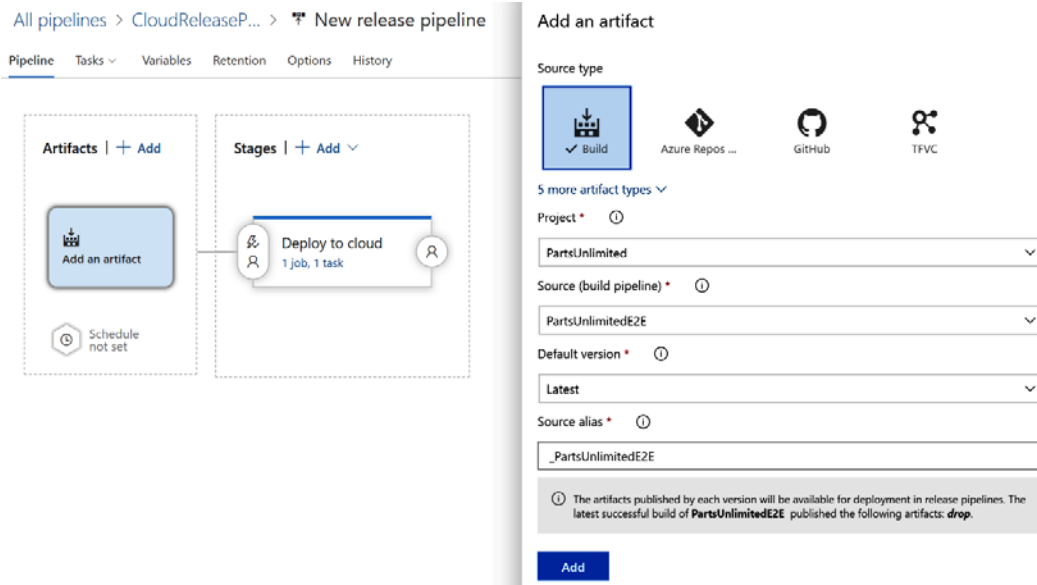 All pipelines > CloudReleaseP... > New release pipeline
Pipeline Tasks Variables Retention Options History
Artifacts | + Add
Stages | + Add
Add an artifact
Deploy to cloud
1 job, 1 task
Schedule
not set
Add an artifact
Source type
Build
Azure Repos ...
GitHub
TFVC
5 more artifact types
Project *
PartsUnlimited
Source (build pipeline) *
PartsUnlimitedE2E
Default version *
Latest
Source alias *
_PartsUnlimitedE2E
The artifacts published by each version will be available for deployment in release pipelines. The
latest successful build of PartsUnlimitedE2E published the following artifacts: drop.
Add